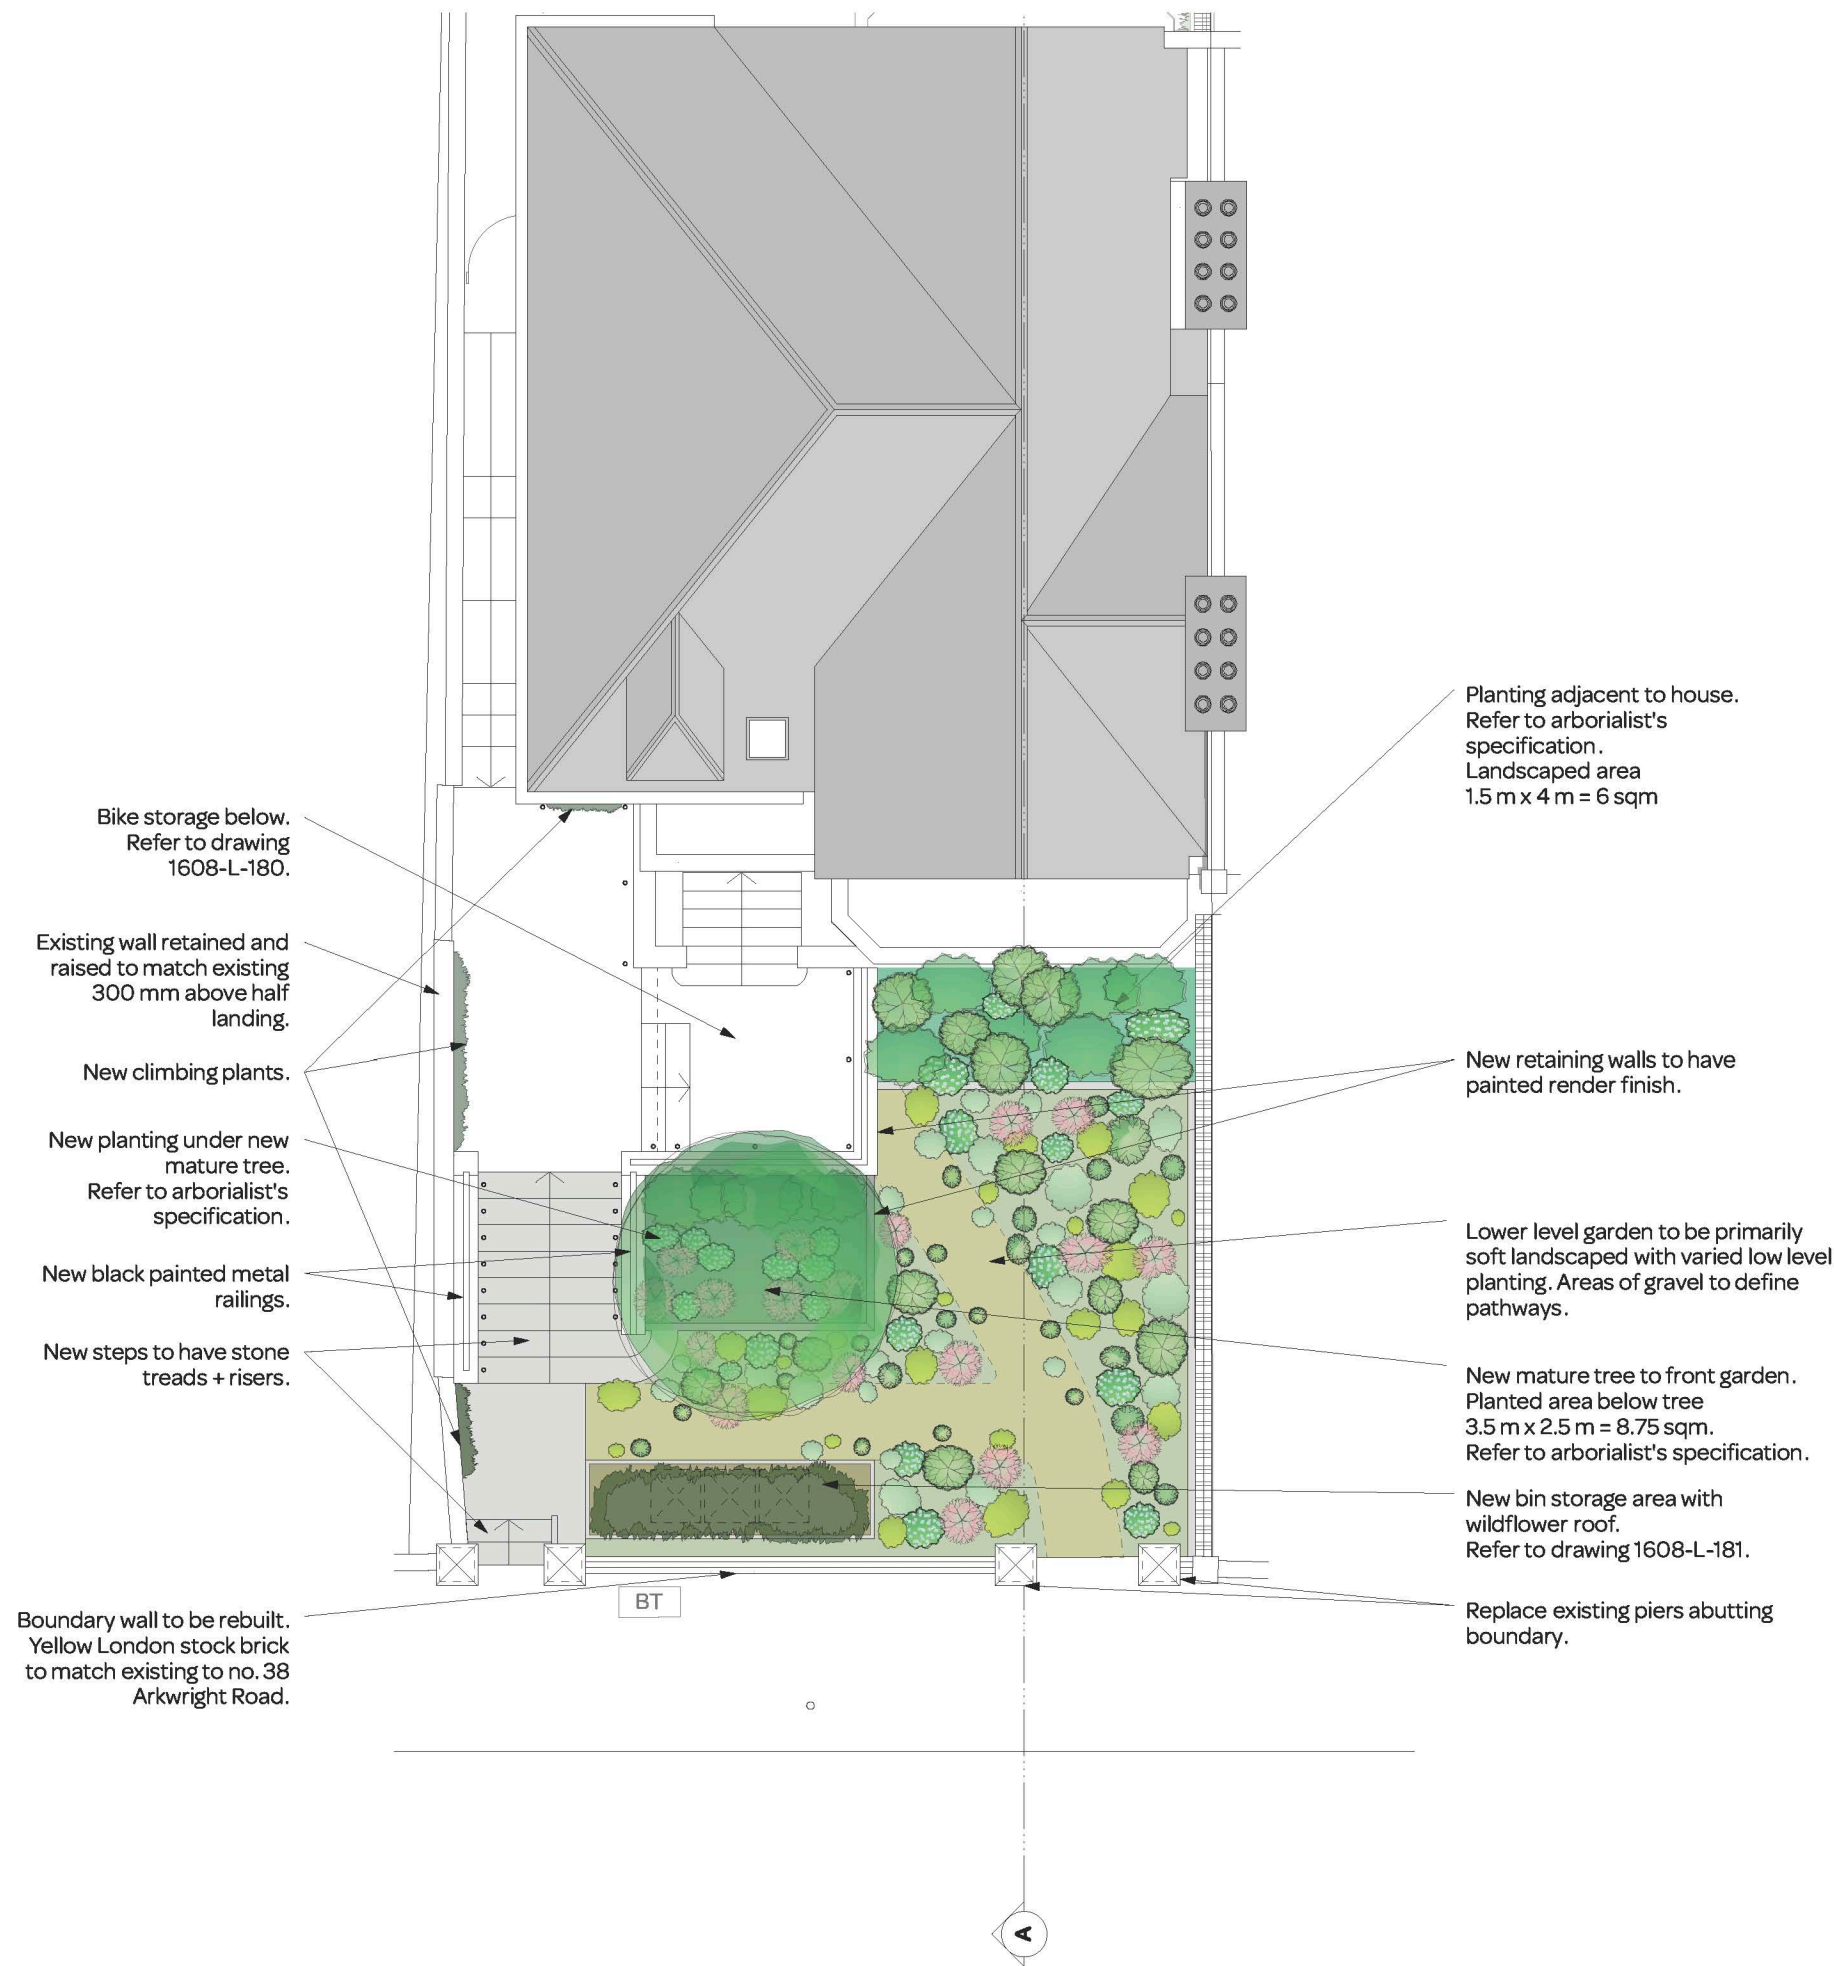 Planting adjacent to house.
Refer to arborialist's
specification.
Landscaped area
1.5 m x 4 m = 6 sqm
Bike storage below.
Refer to drawing
1608-L-180.
Existing wall retained and
raised to match existing
300 mm above half
landing.
New climbing plants.
New retaining walls to have
painted render finish.
New planting under new
mature tree.
Refer to arborialist's
specification.
Lower level garden to be primarily
soft landscaped with varied low level
planting. Areas of gravel to define
pathways.
New black painted metal
railings.
New steps to have stone
treads + risers.
New mature tree to front garden.
Planted area below tree
3.5 m x 2.5 m = 8.75 sqm.
Refer to arborialist's specification.
New bin storage area with
wildflower roof.
Refer to drawing 1608-L-181.
BT
Boundary wall to be rebuilt.
Yellow London stock brick
to match existing to no. 38
Arkwright Road.
Replace existing piers abutting
boundary.
A